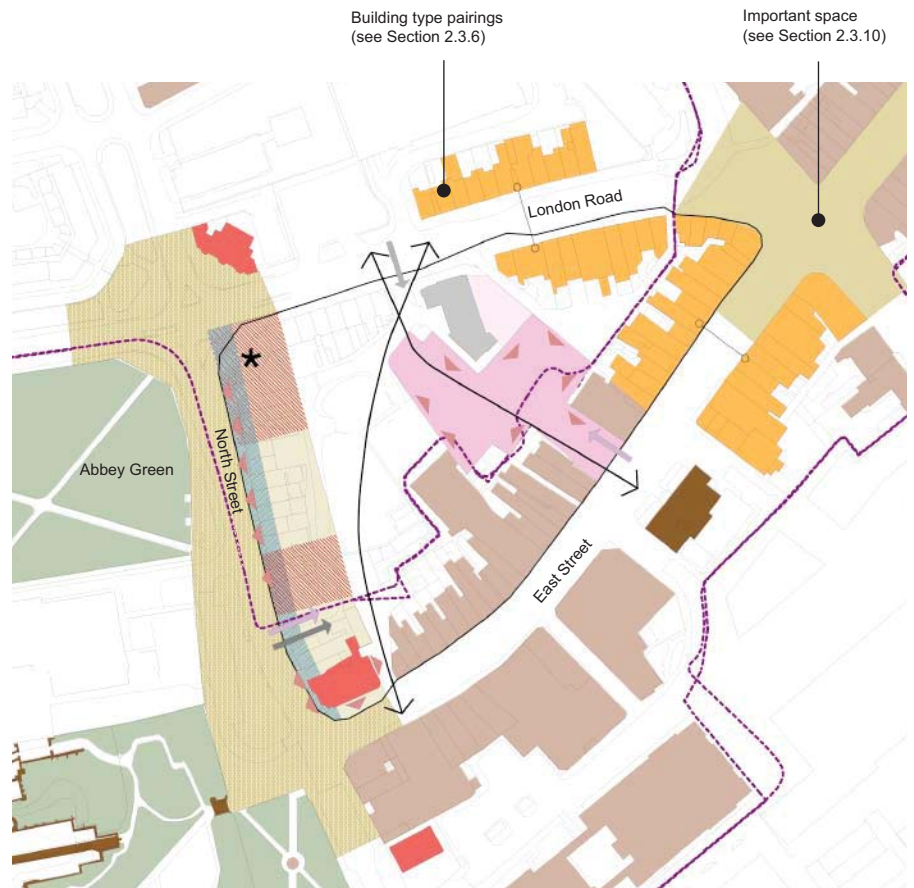 Building type pairings
(see Section 2.3.6)
Important space
(see Section 2.3.10)
London Road
*
North Street
Abbey Green
East Street